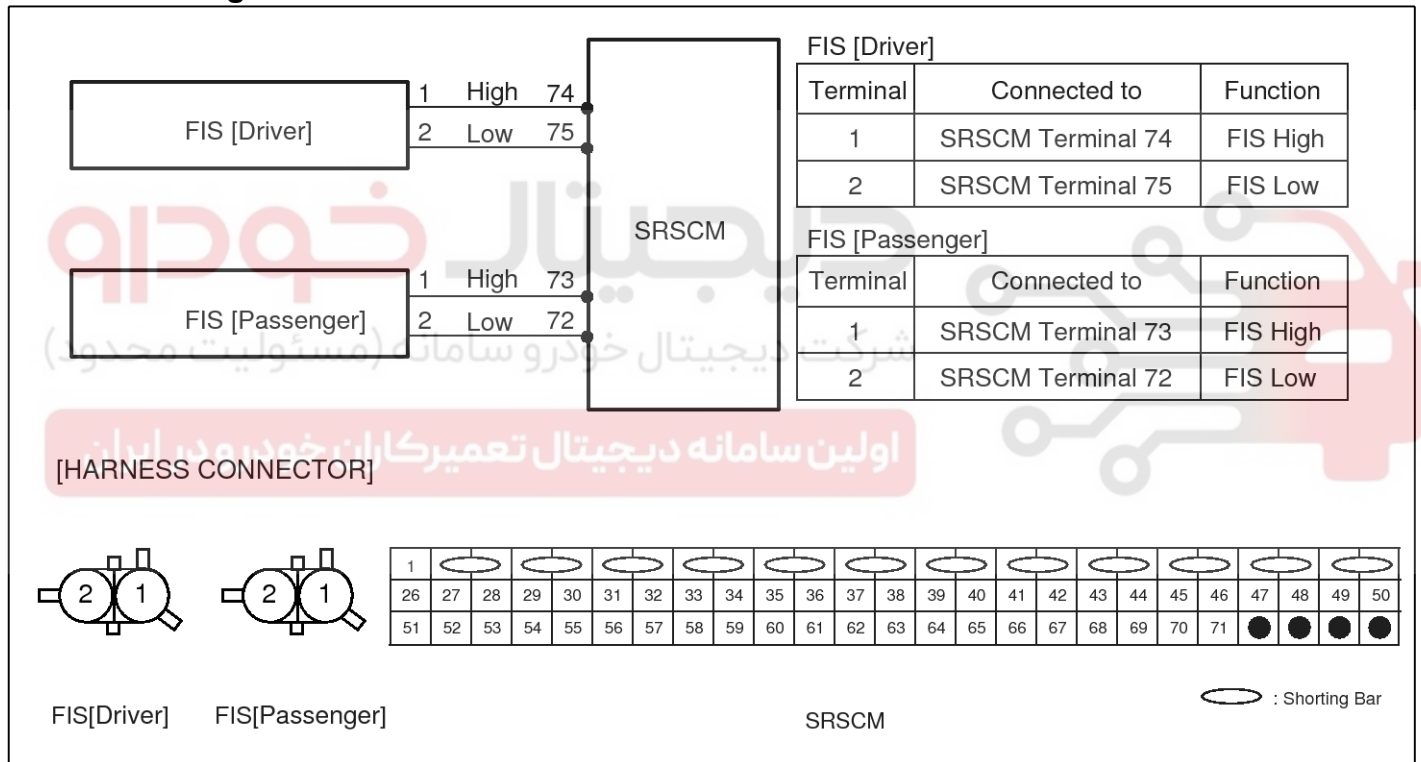 FIS [Driver]
1 High 74
2 Low 75
FIS [Passenger]
1 High 73
2 Low 72
SRSCM
FIS [Driver]
Terminal Connected to Function
1 SRSCM Terminal 74 FIS High
2 SRSCM Terminal 75 FIS Low
FIS [Passenger]
Terminal Connected to Function
1 SRSCM Terminal 73 FIS High
2 SRSCM Terminal 72 FIS Low
دیجیتال خودرو
شرکت دیجیتال خودرو سامانه (مسئولیت محدود)
اولین سامانه دیجیتال تعمیرکاران خودرو در ایران
[HARNESS CONNECTOR]
2 1
2 1
1
26 27 28 29 30 31 32 33 34 35 36 37 38 39 40 41 42 43 44 45 46 47 48 49 50
51 52 53 54 55 56 57 58 59 60 61 62 63 64 65 66 67 68 69 70 71
FIS[Driver] FIS[Passenger] SRSCM
: Shorting Bar